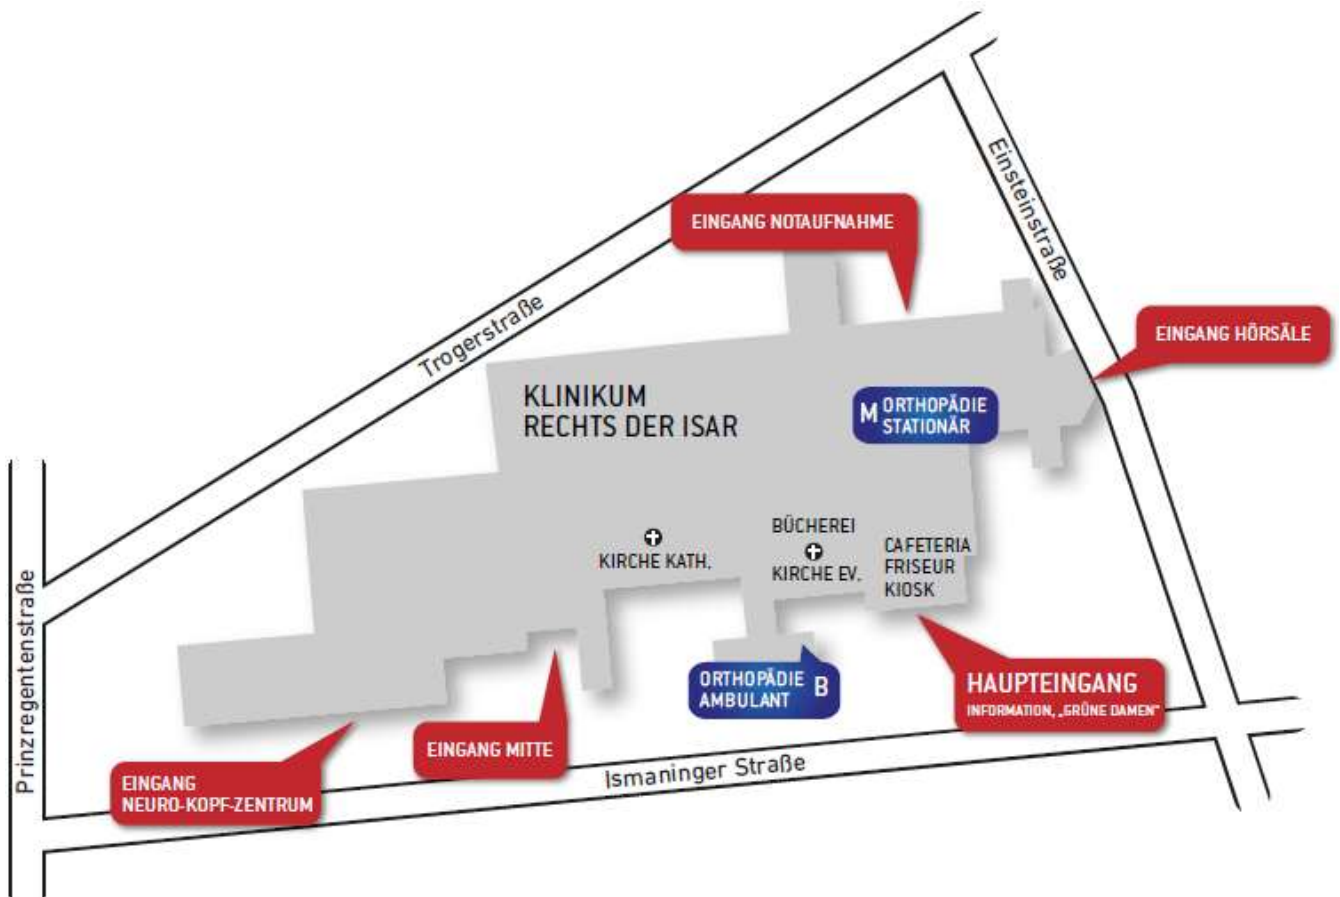 Einsteinstraße
EINGANG NOTAUFNAHME
Trogerstraße
EINGANG HÖRSÄLE
KLINIKUM
RECHTS DER ISAR
M ORTHOPÄDIE
STATIONÄR
BÜCHEREI
KIRCHE KATH.
KIRCHE EV.
CAFETERIA
FRISEUR
KIOSK
Prinzregentenstraße
ORTHOPÄDIE
AMBULANT B
HAUPTEINGANG
INFORMATION, „GRÜNE DAMEN"
EINGANG MITTE
EINGANG
NEURO-KOPF-ZENTRUM
Ismaninger Straße